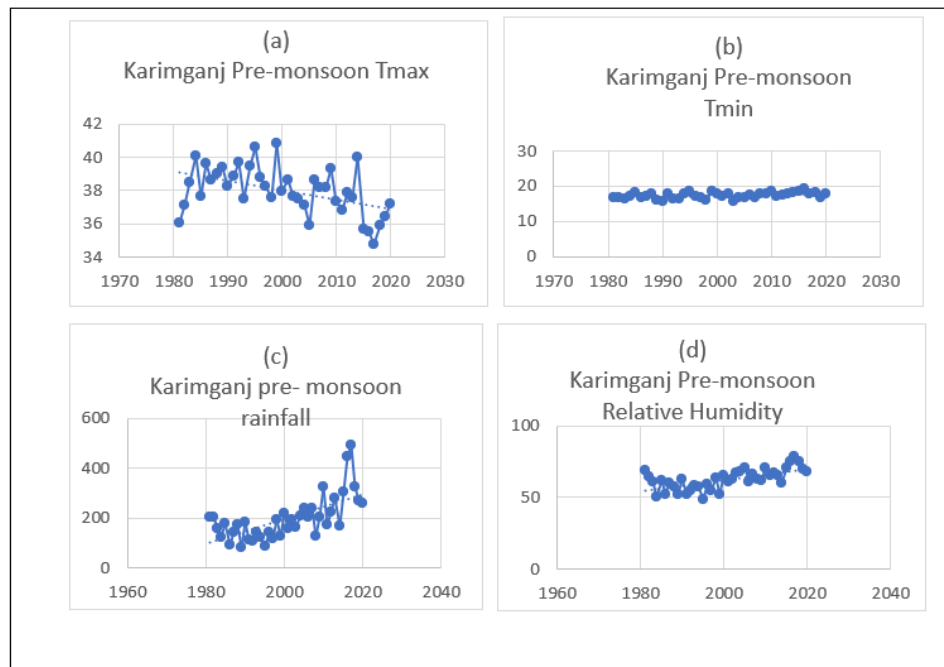 (a)
Karimganj Pre-monsoon Tmax
42
40
38
36
34
1970 1980 1990 2000 2010 2020 2030
(b)
Karimganj Pre-monsoon
Tmin
30
20
10
0
1970 1980 1990 2000 2010 2020 2030
(c)
Karimganj pre- monsoon
rainfall
600
400
200
0
1960 1980 2000 2020 2040
(d)
Karimganj Pre-monsoon
Relative Humidity
100
50
0
1960 1980 2000 2020 2040